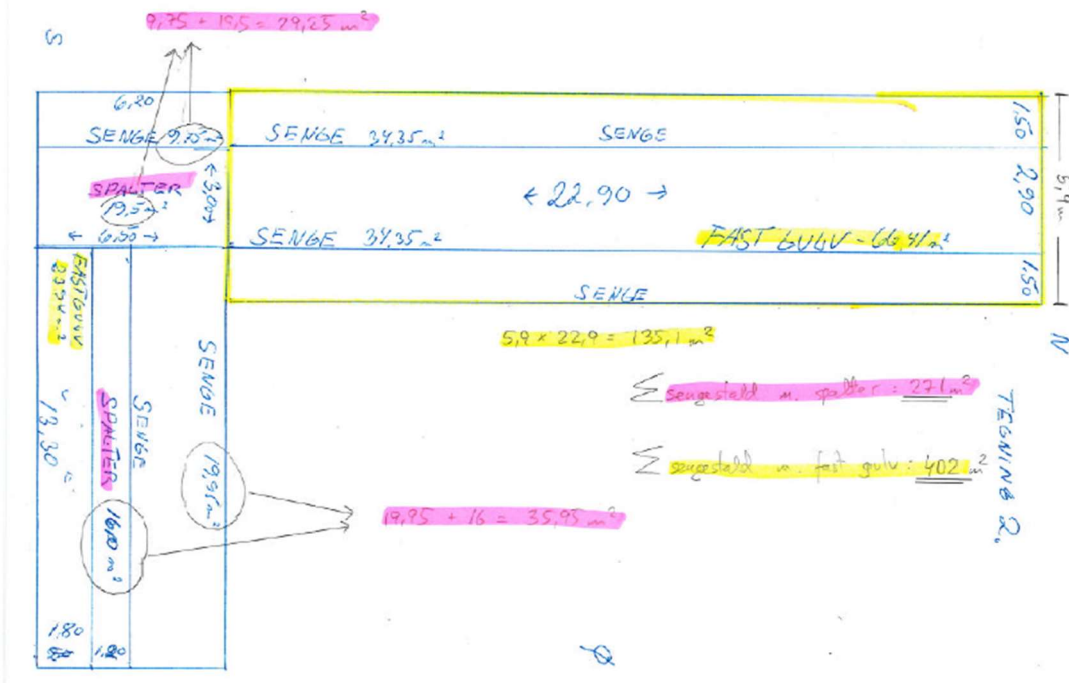 9,75 + 19,5 = 29,25 m²
S
6,20
SENGE 9,75 m²
SENGE 34,35 m²
SENGE
1,50
SPALTER
19,5 m²
← 3,00 →
← 22,90 →
2,90
← 6,50 →
SENGE 34,35 m²
FAST GULV - 66,41 m²
1,50
SENGE
N
FAST GULV
5,9 × 22,9 = 135,1 m²
Σ sengestald m. spalter : 271 m²
Σ sengestald m. fast gulv : 402 m²
TEGNING 2.
SENGE
SENGE
19,95 m²
SPALTER
16,00 m²
13,30
19,95 + 16 = 35,95 m²
1,80
Ø